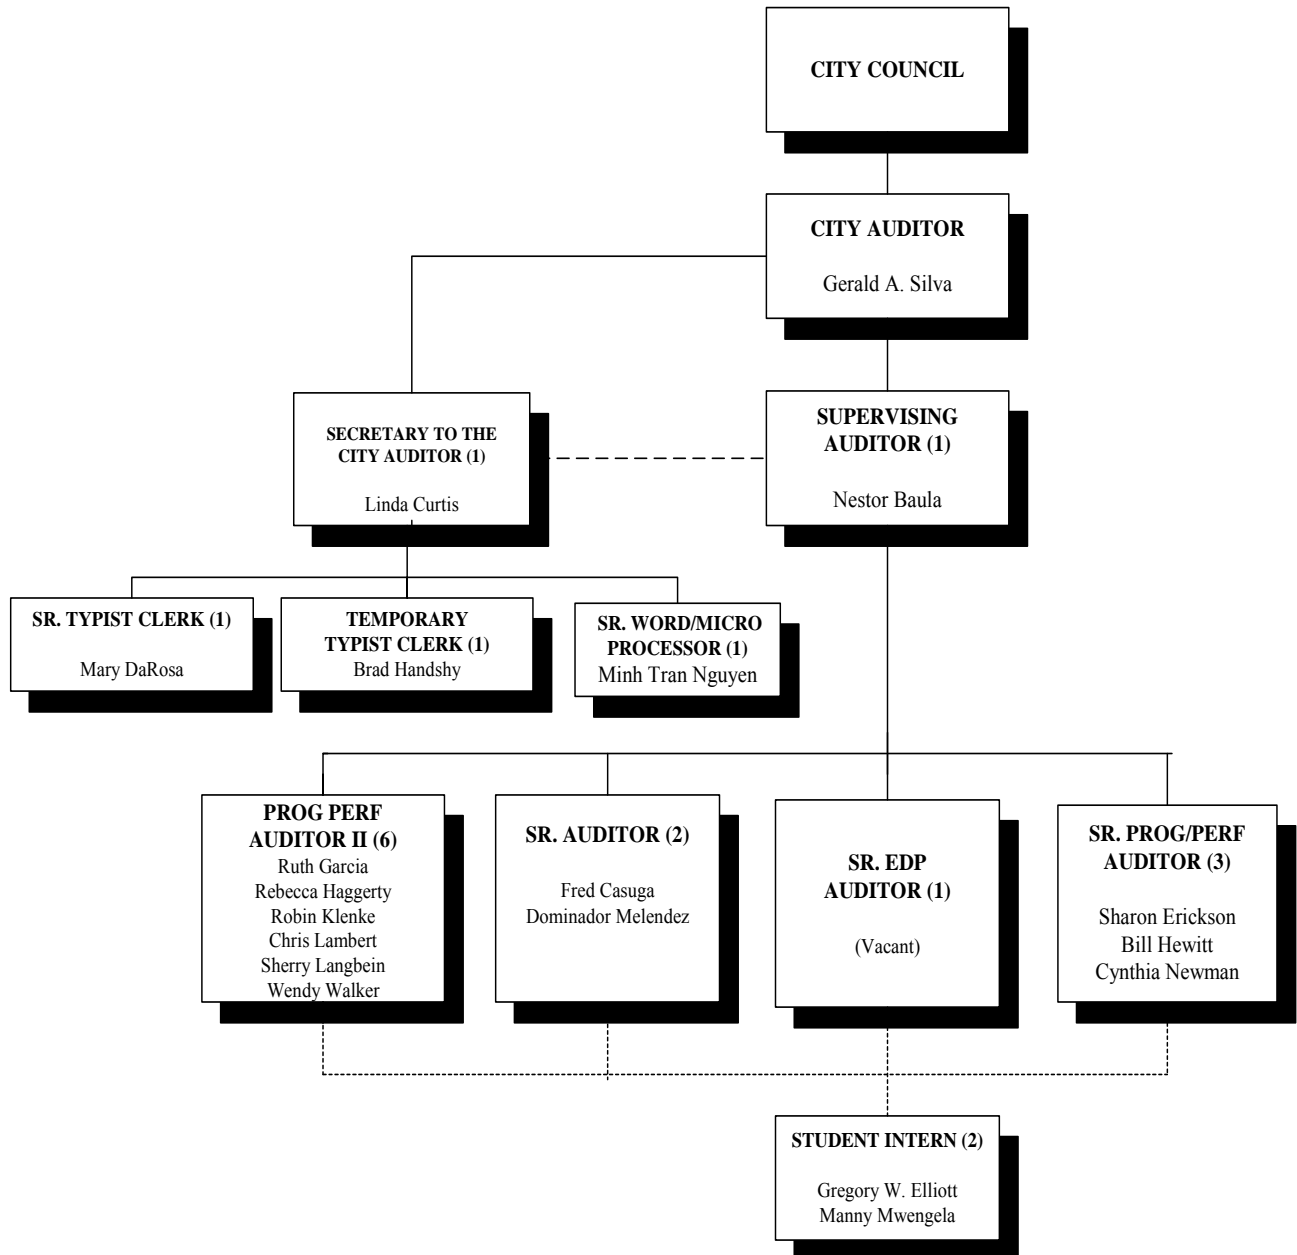 CITY COUNCIL
CITY AUDITOR
Gerald A. Silva
SECRETARY TO THE
CITY AUDITOR (1)
Linda Curtis
SUPERVISING
AUDITOR (1)
Nestor Baula
SR. TYPIST CLERK (1)
Mary DaRosa
TEMPORARY
TYPIST CLERK (1)
Brad Handshy
SR. WORD/MICRO
PROCESSOR (1)
Minh Tran Nguyen
PROG PERF
AUDITOR II (6)
Ruth Garcia
Rebecca Haggerty
Robin Klenke
Chris Lambert
Sherry Langbein
Wendy Walker
SR. AUDITOR (2)
Fred Casuga
Dominador Melendez
SR. EDP
AUDITOR (1)
(Vacant)
SR. PROG/PERF
AUDITOR (3)
Sharon Erickson
Bill Hewitt
Cynthia Newman
STUDENT INTERN (2)
Gregory W. Elliott
Manny Mwengela